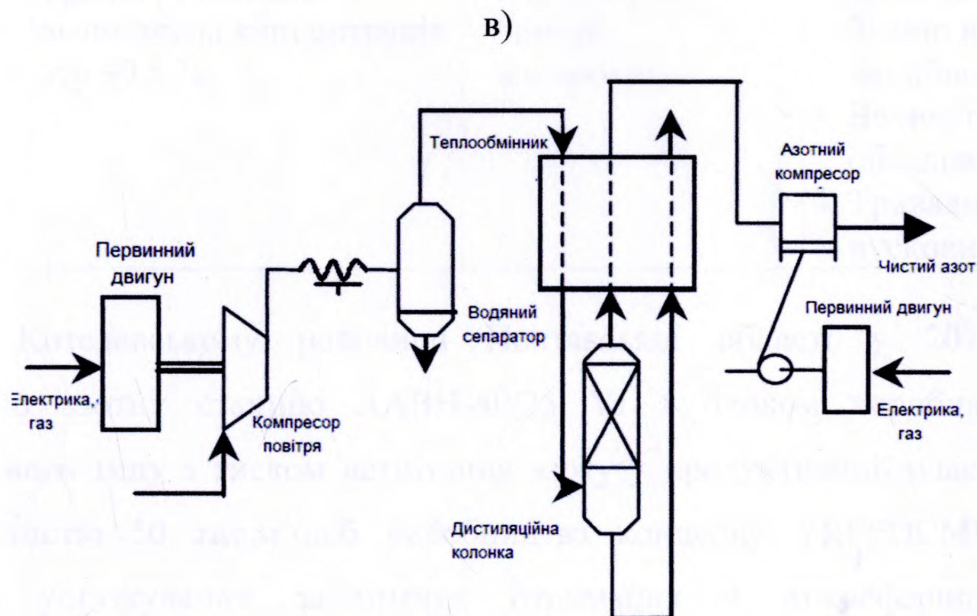 в)
Теплообмінник
Азотний
компресор
Первинний
двигун
Чистий азот
Водяний
сепаратор
Первинний двигун
Електрика,
газ
Компресор
повітря
Електрика,
газ
Дистиляційна
колонка